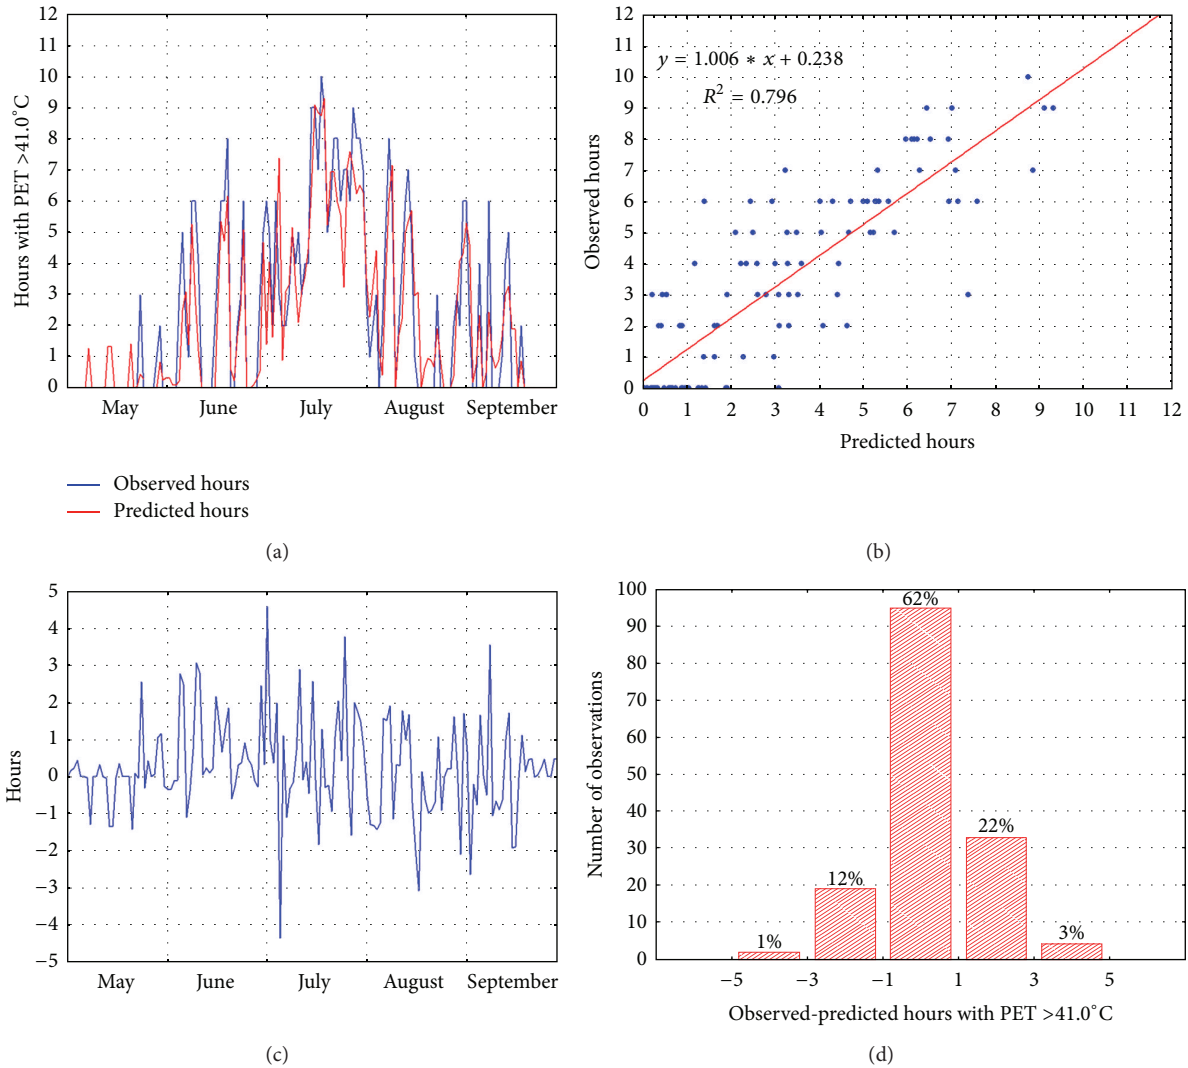 12
11
10
9
8
7
6
5
4
3
2
1
0
Hours with PET >41.0°C
May June July August September
Observed hours
Predicted hours
(a)
12
11
10
9
8
7
6
5
4
3
2
1
0
Observed hours
y = 1.006 ∗ x + 0.238
R² = 0.796
0 1 2 3 4 5 6 7 8 9 10 11 12
Predicted hours
(b)
5
4
3
2
1
0
−1
−2
−3
−4
−5
Hours
May June July August September
(c)
100
90
80
70
60
50
40
30
20
10
0
Number of observations
1%
12%
62%
22%
3%
−5 −3 −1 1 3 5
Observed-predicted hours with PET >41.0°C
(d)